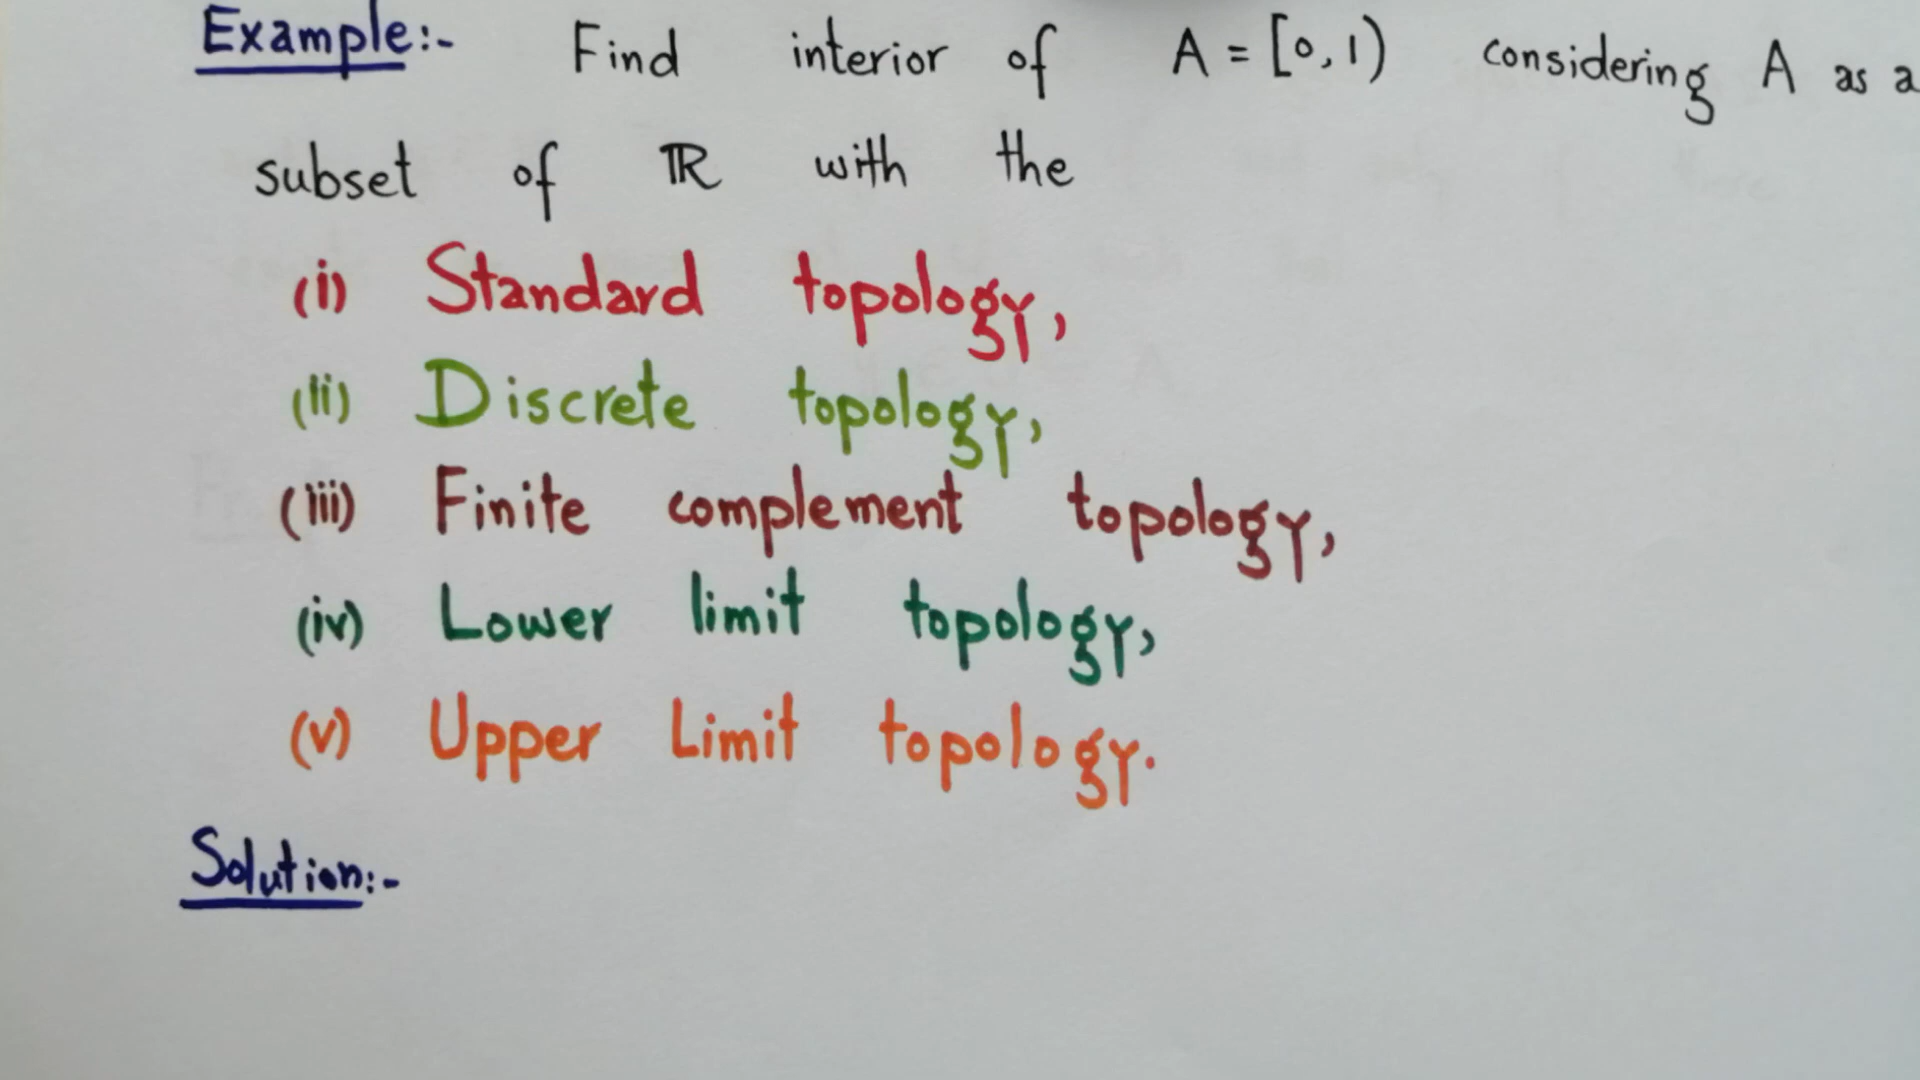 Example:- Find interior of A = [0,1) considering A as a
subset of ℝ with the
(i) Standard topology,
(ii) Discrete topology,
(iii) Finite complement topology,
(iv) Lower limit topology,
(v) Upper Limit topology.
Solution:-